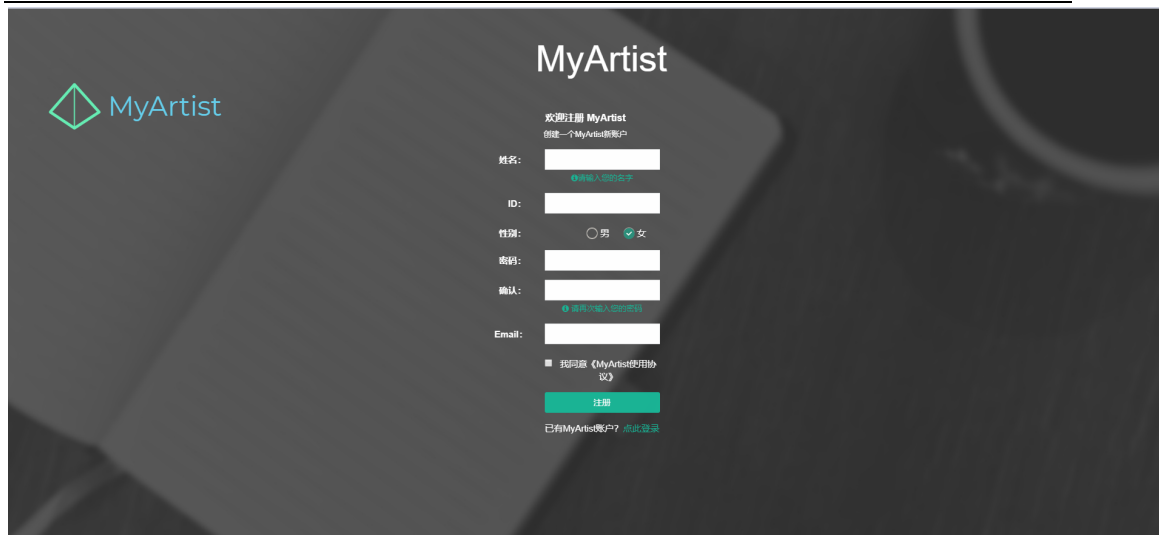 MyArtist
MyArtist
欢迎注册 MyArtist
创建一个MyArtist新账户
姓名:
请输入您的名字
ID:
性别: 男 女
密码:
确认:
请再次输入您的密码
Email:
我同意《MyArtist使用协
议》
注册
已有MyArtist账户? 点此登录